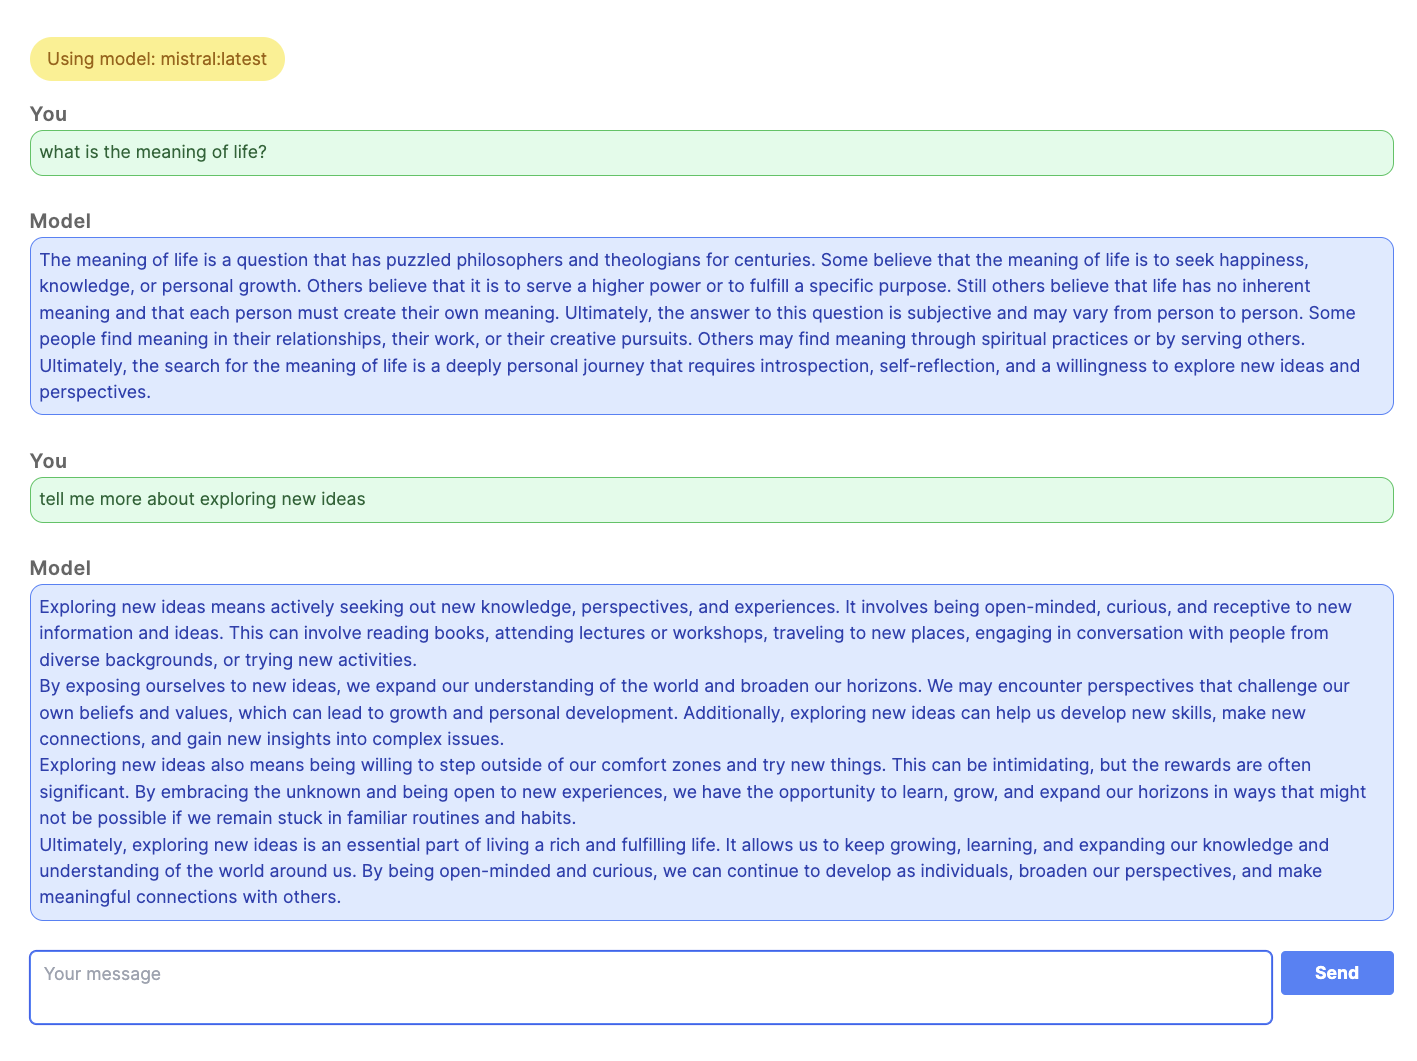 Using model: mistral:latest
You
what is the meaning of life?
Model
The meaning of life is a question that has puzzled philosophers and theologians for centuries. Some believe that the meaning of life is to seek happiness,
knowledge, or personal growth. Others believe that it is to serve a higher power or to fulfill a specific purpose. Still others believe that life has no inherent
meaning and that each person must create their own meaning. Ultimately, the answer to this question is subjective and may vary from person to person. Some
people find meaning in their relationships, their work, or their creative pursuits. Others may find meaning through spiritual practices or by serving others.
Ultimately, the search for the meaning of life is a deeply personal journey that requires introspection, self-reflection, and a willingness to explore new ideas and
perspectives.
You
tell me more about exploring new ideas
Model
Exploring new ideas means actively seeking out new knowledge, perspectives, and experiences. It involves being open-minded, curious, and receptive to new
information and ideas. This can involve reading books, attending lectures or workshops, traveling to new places, engaging in conversation with people from
diverse backgrounds, or trying new activities.
By exposing ourselves to new ideas, we expand our understanding of the world and broaden our horizons. We may encounter perspectives that challenge our
own beliefs and values, which can lead to growth and personal development. Additionally, exploring new ideas can help us develop new skills, make new
connections, and gain new insights into complex issues.
Exploring new ideas also means being willing to step outside of our comfort zones and try new things. This can be intimidating, but the rewards are often
significant. By embracing the unknown and being open to new experiences, we have the opportunity to learn, grow, and expand our horizons in ways that might
not be possible if we remain stuck in familiar routines and habits.
Ultimately, exploring new ideas is an essential part of living a rich and fulfilling life. It allows us to keep growing, learning, and expanding our knowledge and
understanding of the world around us. By being open-minded and curious, we can continue to develop as individuals, broaden our perspectives, and make
meaningful connections with others.
Your message
Send